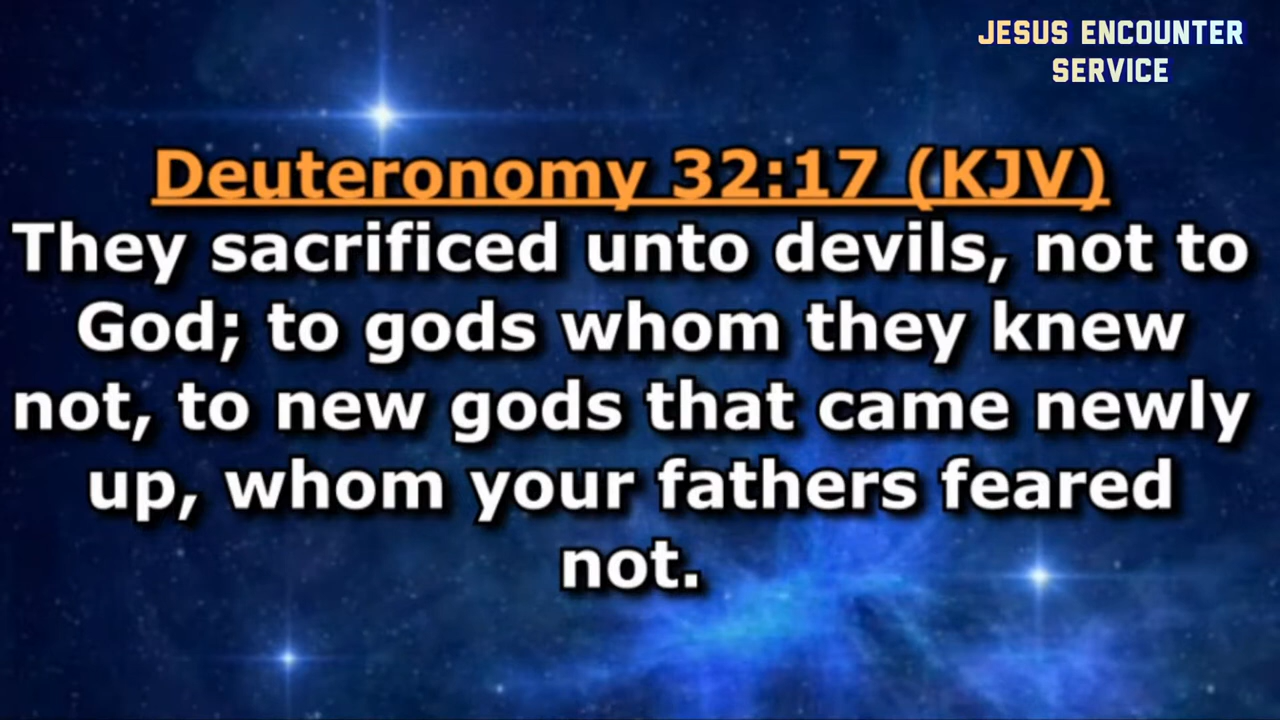 JESUS ENCOUNTER
SERVICE
Deuteronomy 32:17 (KJV)
They sacrificed unto devils, not to
God; to gods whom they knew
not, to new gods that came newly
up, whom your fathers feared
not.